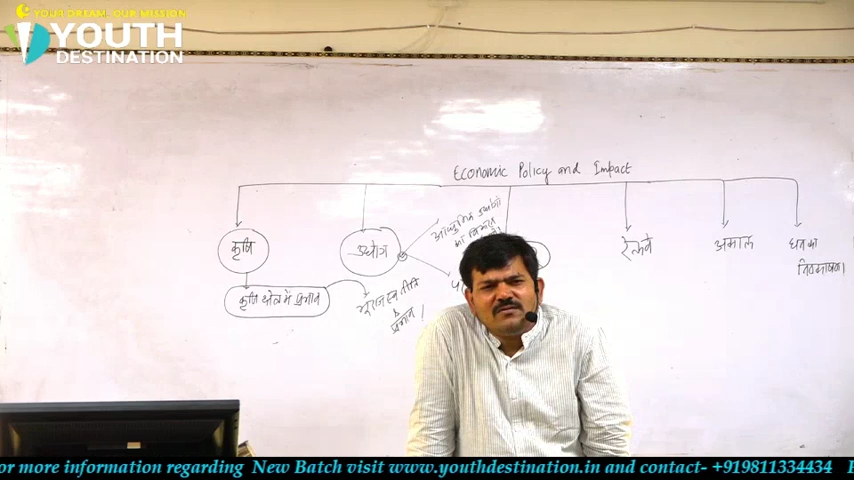 YOUR DREAM, OUR MISSION
YOUTH
DESTINATION
Economic Policy and Impact
कृषि
उद्योग
आधुनिक उद्योगों
का विकास
रेलवे
अकाल
धन का
निष्कासन।
कृषि क्षेत्र में प्रभाव
भू राजस्व नीति
प्रभाव।
or more information regarding New Batch visit www.youthdestination.in and contact- +919811334434